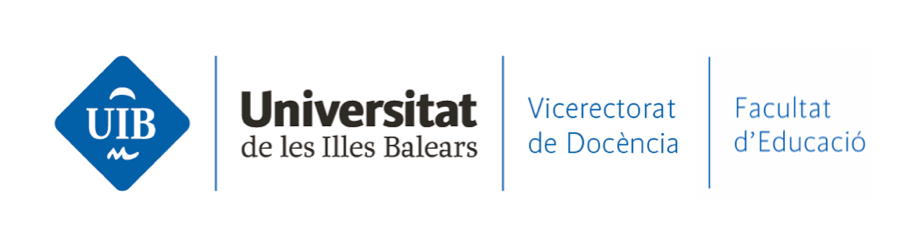 UIB
Universitat
de les Illes Balears
Vicerectorat
de Docència
Facultat
d'Educació